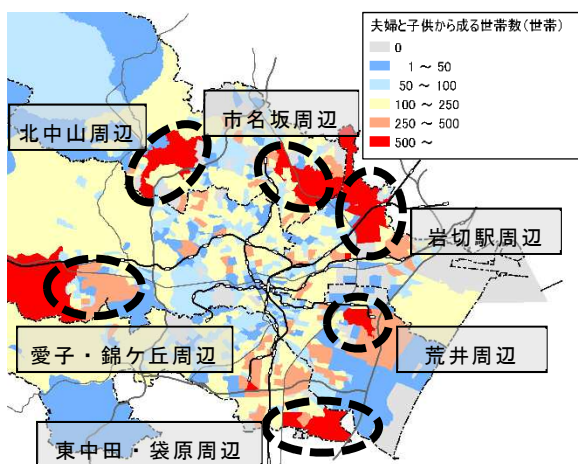 夫婦と子供から成る世帯数(世帯)
0
1 ～ 50
50 ～ 100
100 ～ 250
250 ～ 500
500 ～
北中山周辺
市名坂周辺
岩切駅周辺
愛子・錦ケ丘周辺
荒井周辺
東中田・袋原周辺